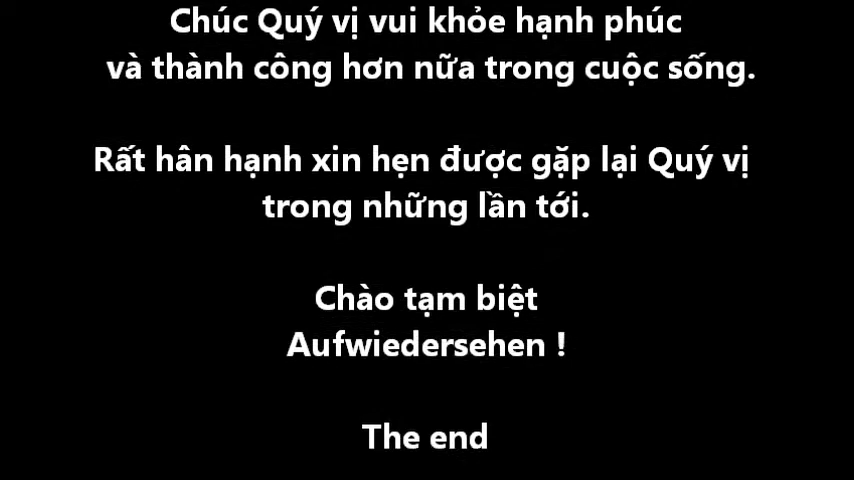 Chúc Quý vị vui khỏe hạnh phúc
và thành công hơn nữa trong cuộc sống.
Rất hân hạnh xin hẹn được gặp lại Quý vị
trong những lần tới.
Chào tạm biệt
Aufwiedersehen !
The end